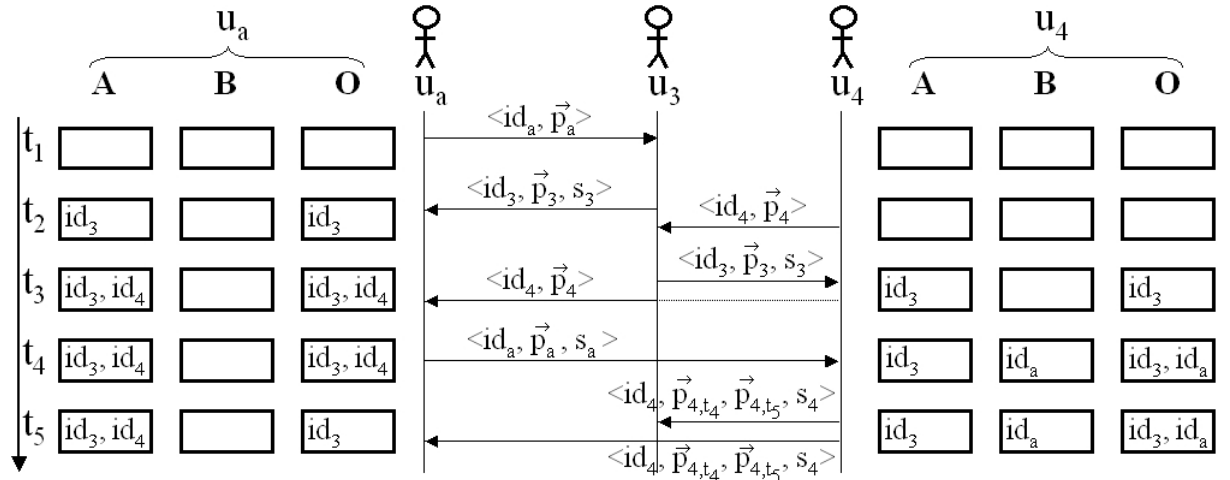 u_a
u_4
A B O
u_a u_3 u_4
A B O
<id_a, p⃗_a>
t_1
<id_3, p⃗_3, s_3>
<id_4, p⃗_4>
t_2 id_3 id_3
<id_3, p⃗_3, s_3>
<id_4, p⃗_4>
t_3 id_3, id_4 id_3, id_4 id_3 id_3
<id_a, p⃗_a, s_a>
t_4 id_3, id_4 id_3, id_4 id_3 id_a id_3, id_a
<id_4, p⃗_4,t_4, p⃗_4,t_5, s_4>
t_5 id_3, id_4 id_3 id_3 id_a id_3, id_a
<id_4, p⃗_4,t_4, p⃗_4,t_5, s_4>